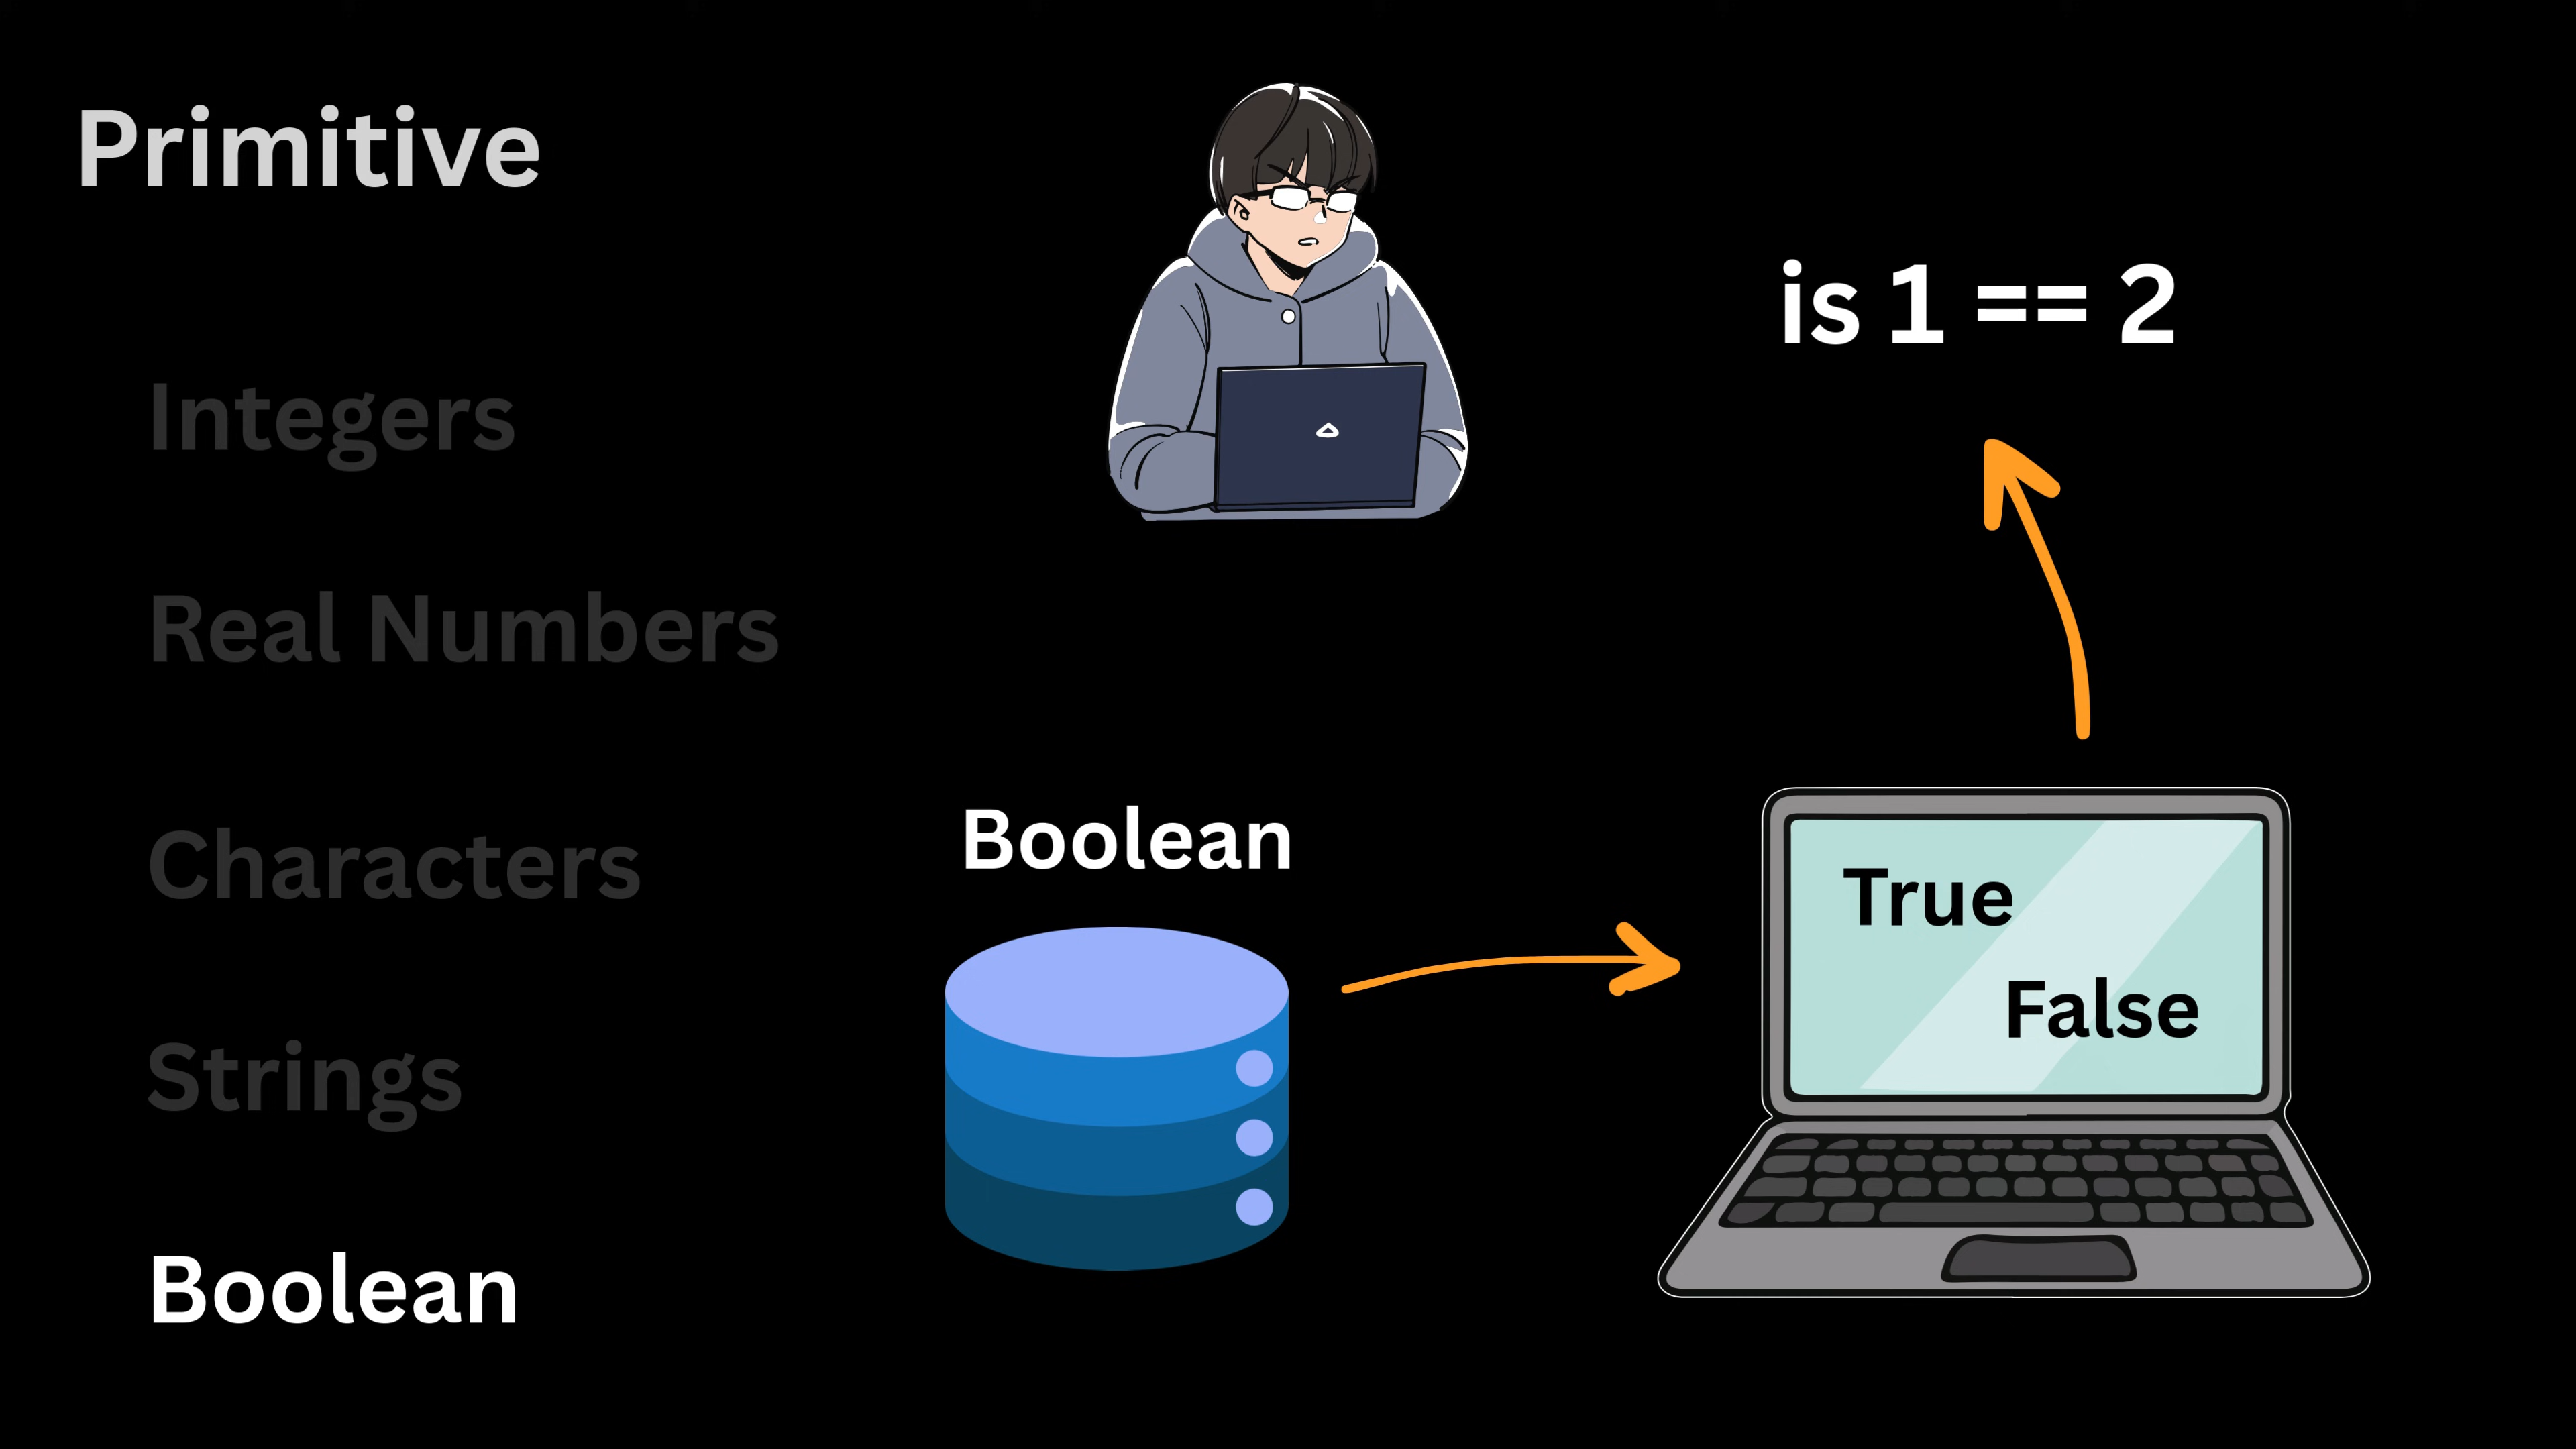 Primitive
Integers
Real Numbers
Characters
Strings
Boolean
is 1 == 2
Boolean
True
False